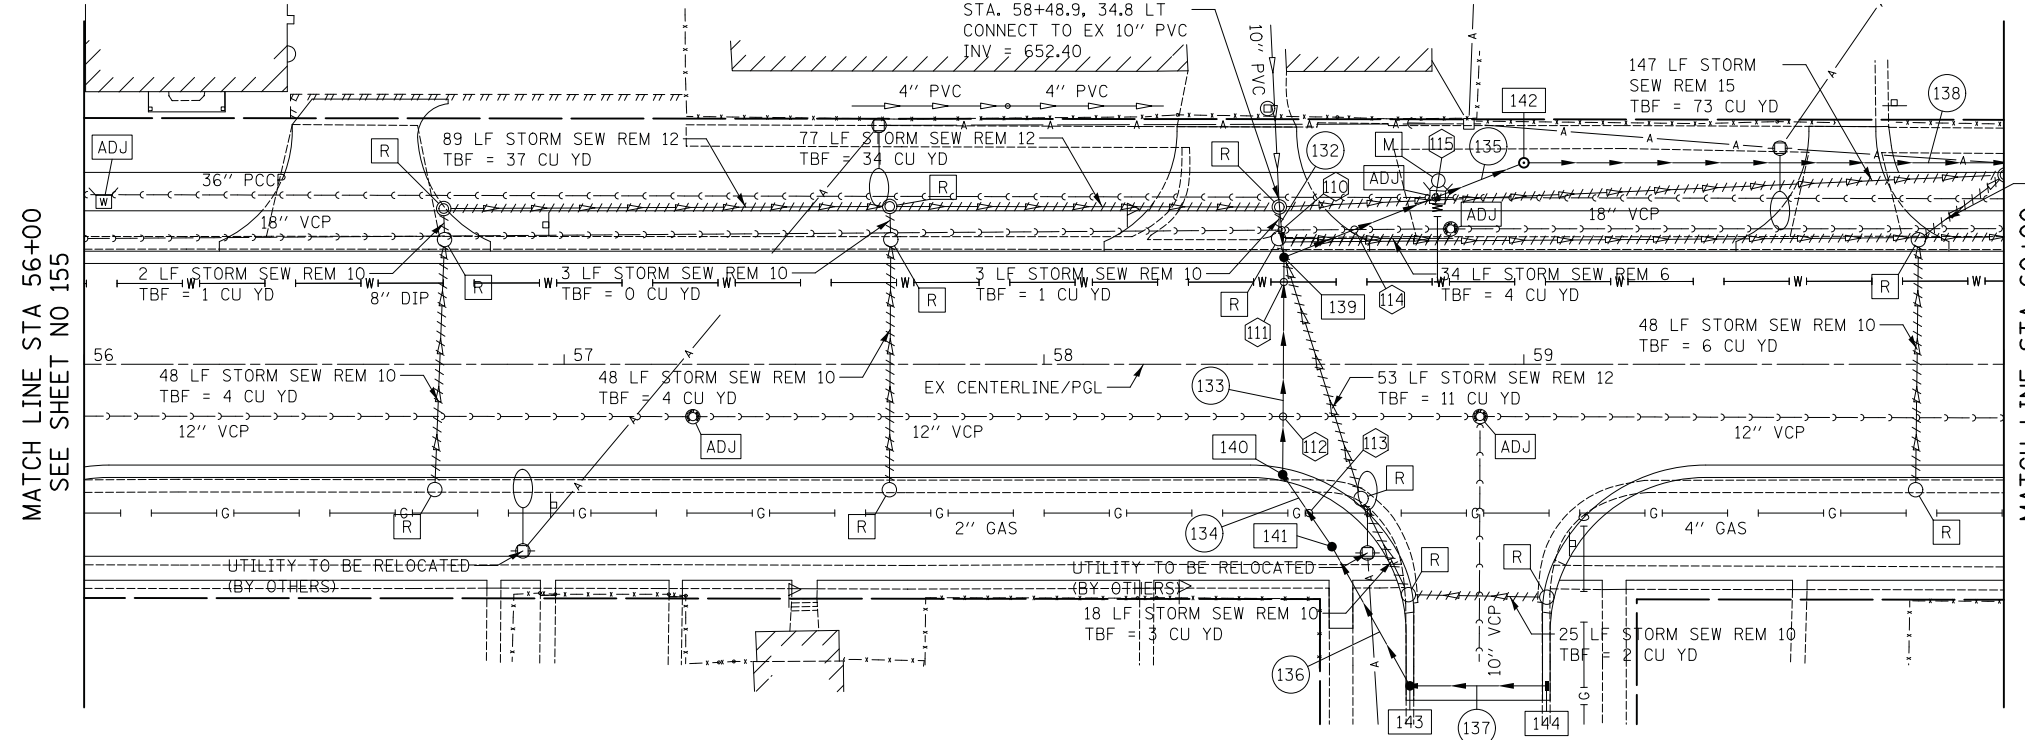 STA. 58+48.9, 34.8 LT
CONNECT TO EX 10" PVC
INV = 652.40
10" PVC
147 LF STORM
SEW REM 15
TBF = 73 CU YD
4" PVC
4" PVC
142
138
ADJ
R
89 LF STORM SEW REM 12
TBF = 37 CU YD
77 LF STORM SEW REM 12
TBF = 34 CU YD
R
132
M
115
135
36" PCCP
R
110
ADJ
W
18" VCP
ADJ
18" VCP
2 LF STORM SEW REM 10
TBF = 1 CU YD
8" DIP
R
3 LF STORM SEW REM 10
TBF = 0 CU YD
R
3 LF STORM SEW REM 10
TBF = 1 CU YD
R
111
139
114
34 LF STORM SEW REM 6
TBF = 4 CU YD
R
MATCH LINE STA 56+00
SEE SHEET NO 155
56
57
58
59
48 LF STORM SEW REM 10
TBF = 6 CU YD
48 LF STORM SEW REM 10
TBF = 4 CU YD
48 LF STORM SEW REM 10
TBF = 4 CU YD
EX CENTERLINE/PGL
133
53 LF STORM SEW REM 12
TBF = 11 CU YD
12" VCP
ADJ
12" VCP
140
112
113
ADJ
12" VCP
R
R
R
R
2" GAS
134
141
4" GAS
UTILITY TO BE RELOCATED
(BY OTHERS)
UTILITY TO BE RELOCATED
(BY OTHERS)
R
R
18 LF STORM SEW REM 10
TBF = 3 CU YD
10" VCP
25 LF STORM SEW REM 10
TBF = 2 CU YD
136
143
137
144